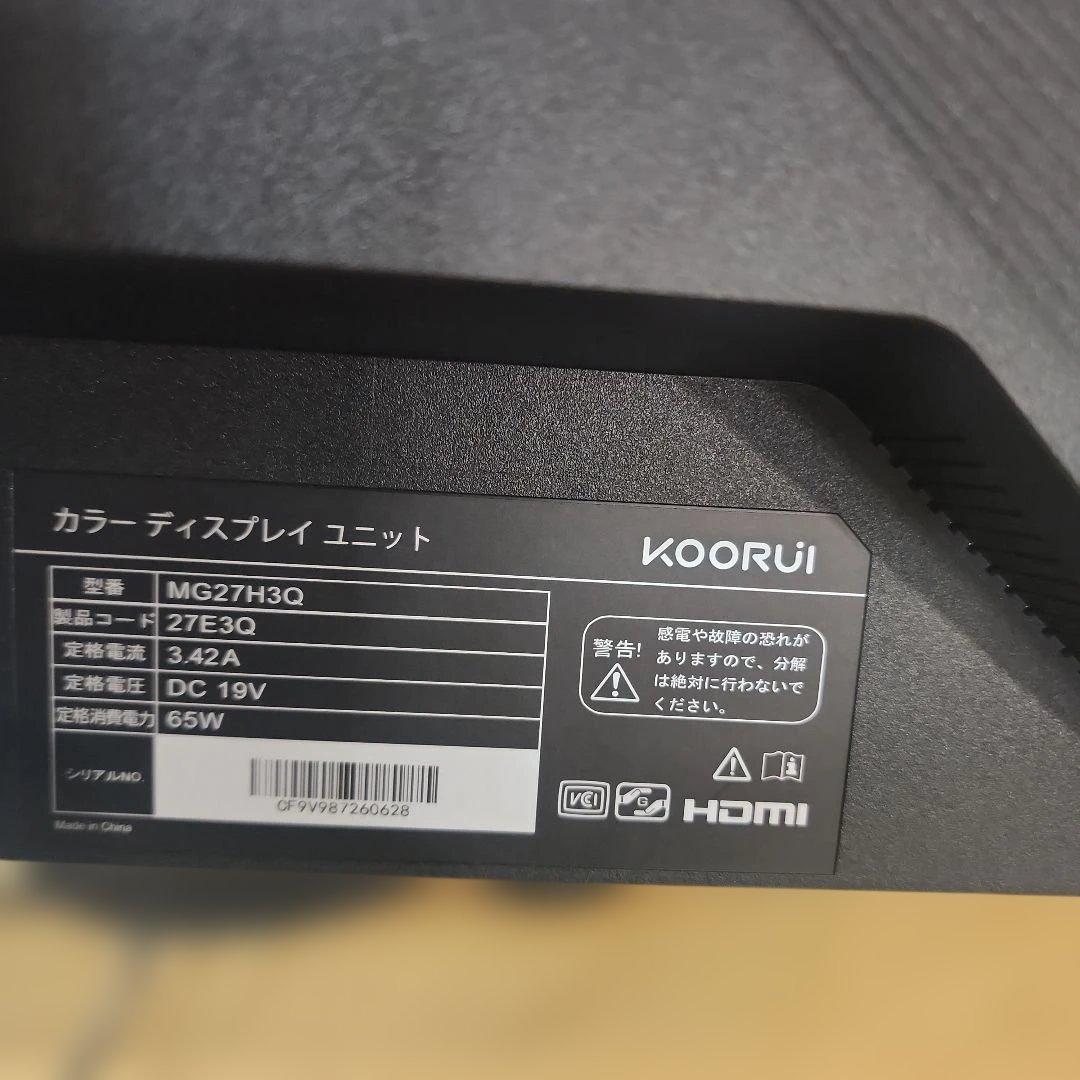 カラー ディスプレイ ユニット
KOORUI
型番 MG27H3Q
製品コード 27E3Q
定格電流 3.42A
定格電圧 DC 19V
定格消費電力 65W
シリアルNO.
CF9V987260628
Made in China
警告!
感電や故障の恐れが
ありますので、分解
は絶対に行わないで
ください。
VCI
G
HDMI